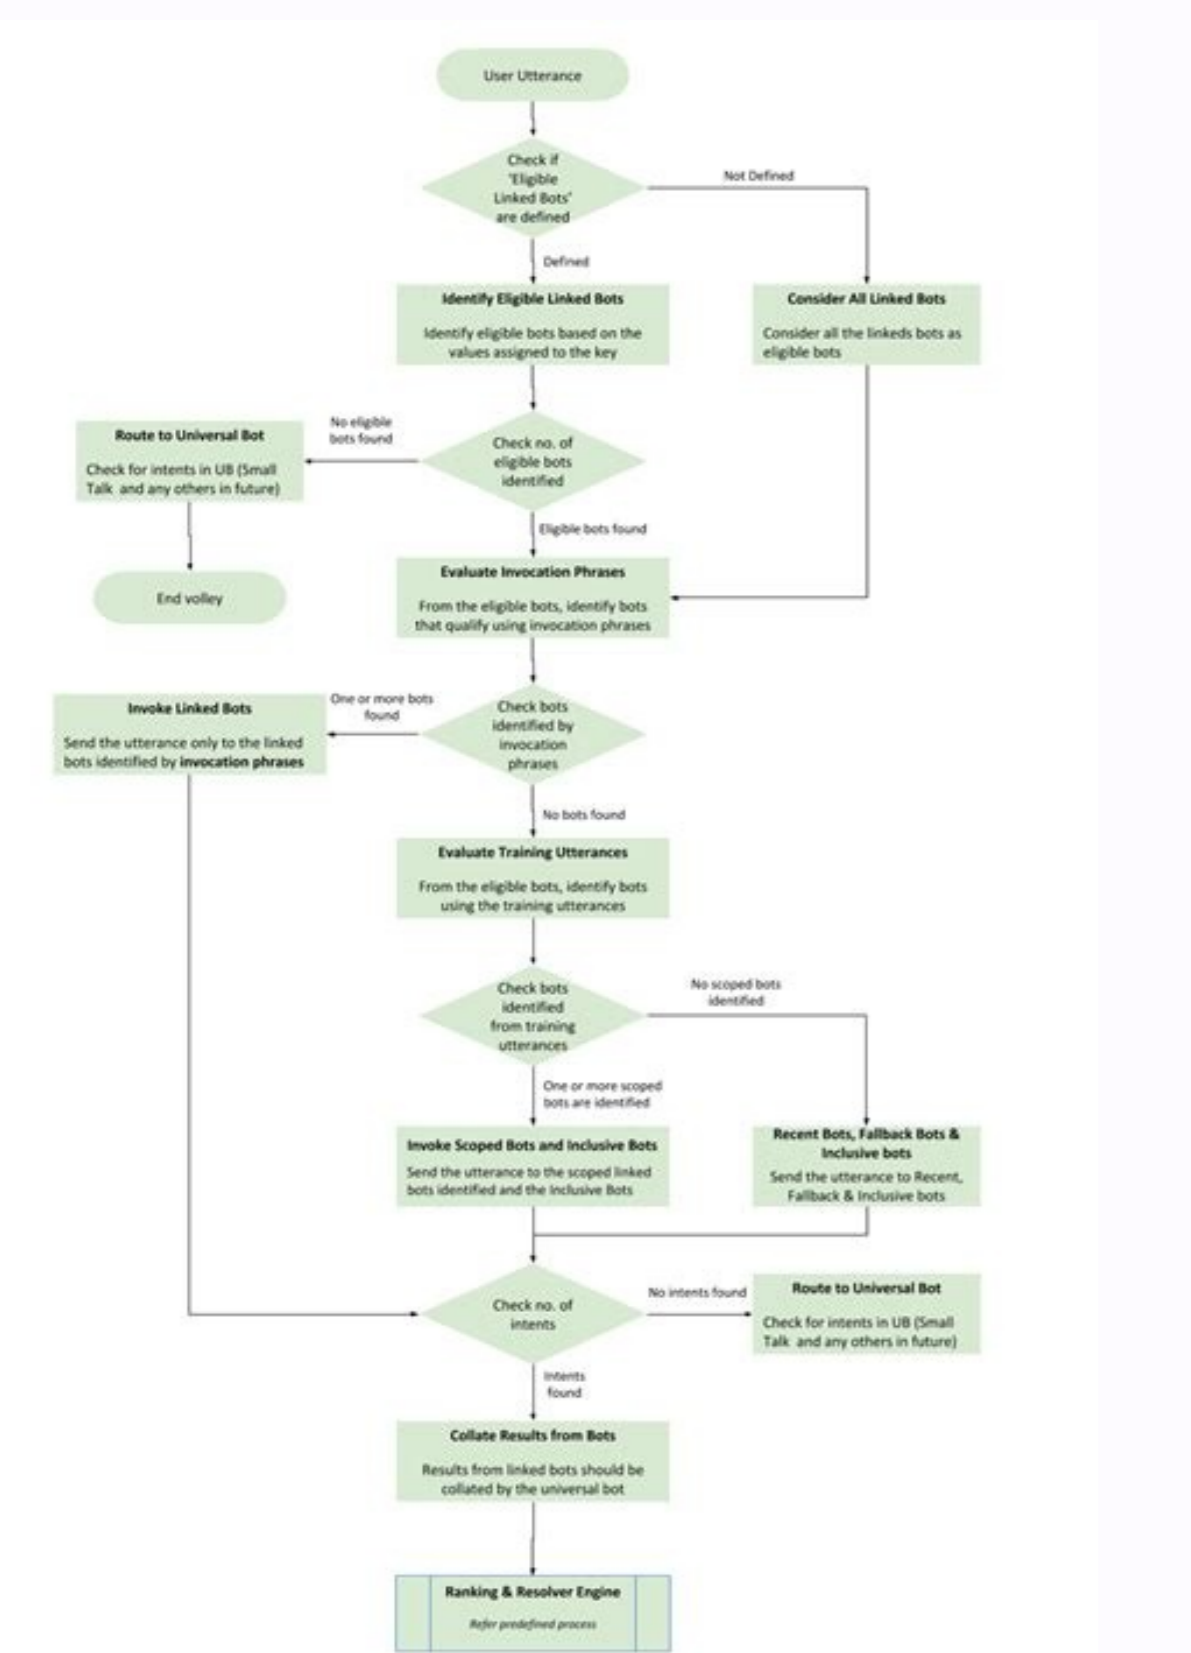 User Utterance
Check if
'Eligible
Linked Bots'
are defined
Not Defined
Defined
Identify Eligible Linked Bots
Identify eligible bots based on the
values assigned to the key
Consider All Linked Bots
Consider all the linkeds bots as
eligible bots
No eligible
bots found
Route to Universal Bot
Check for intents in UB (Small
Talk and any others in future)
Check no. of
eligible bots
identified
Eligible bots found
End volley
Evaluate Invocation Phrases
From the eligible bots, identify bots
that qualify using invocation phrases
One or more bots
found
Invoke Linked Bots
Send the utterance only to the linked
bots identified by invocation phrases
Check bots
identified by
invocation
phrases
No bots found
Evaluate Training Utterances
From the eligible bots, identify bots
using the training utterances
Check bots
identified
from training
utterances
No scoped bots
identified
One or more scoped
bots are identified
Invoke Scoped Bots and Inclusive Bots
Send the utterance to the scoped linked
bots identified and the Inclusive Bots
Recent Bots, Fallback Bots &
Inclusive bots
Send the utterance to Recent,
Fallback & Inclusive bots
Check no. of
intents
No intents found
Route to Universal Bot
Check for intents in UB (Small
Talk and any others in future)
Intents
found
Collate Results from Bots
Results from linked bots should be
collated by the universal bot
Ranking & Resolver Engine
Refer predefined process